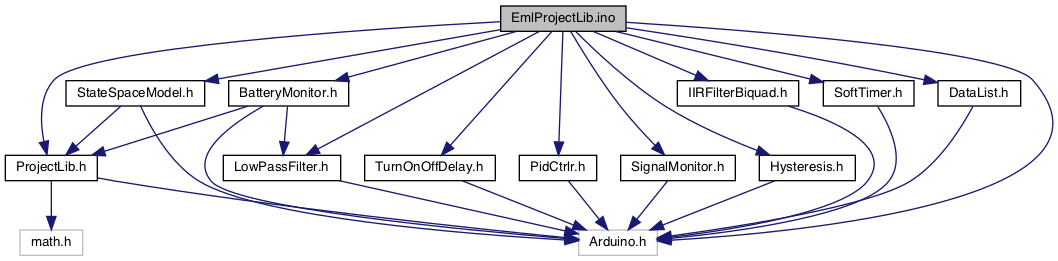 EmlProjectLib.ino
StateSpaceModel.h
BatteryMonitor.h
IIRFilterBiquad.h
SoftTimer.h
DataList.h
ProjectLib.h
LowPassFilter.h
TurnOnOffDelay.h
PidCtrlr.h
SignalMonitor.h
Hysteresis.h
math.h
Arduino.h